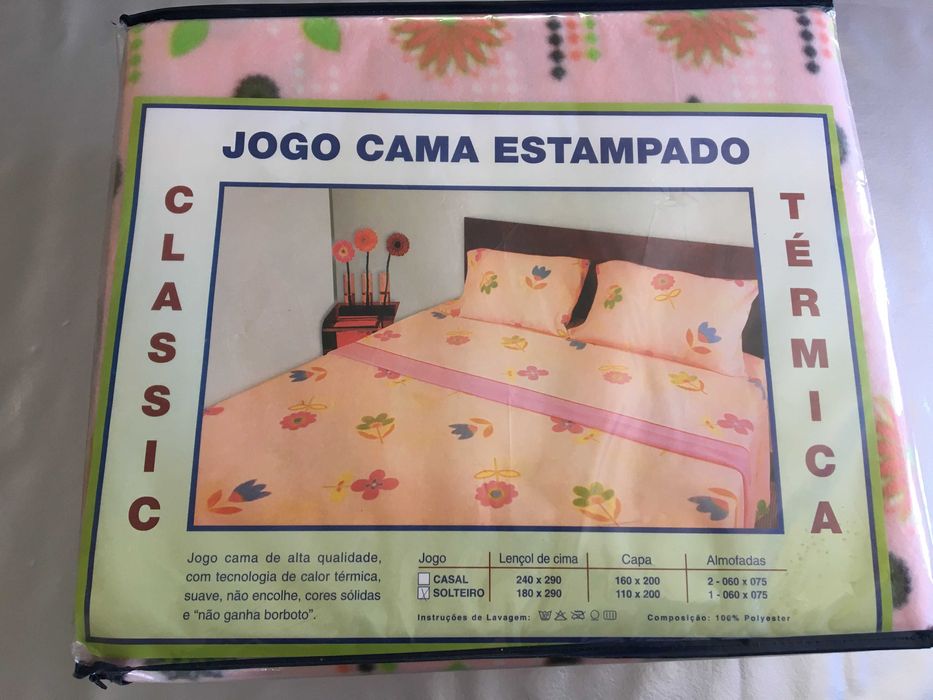 JOGO CAMA ESTAMPADO
CLASSIC
TÉRMICA
Jogo cama de alta qualidade,
com tecnologia de calor térmica,
suave, não encolhe, cores sólidas
e "não ganha borboto".
Jogo Lençol de cima Capa Almofadas
CASAL 240 x 290 160 x 200 2 - 060 x 075
SOLTEIRO 180 x 290 110 x 200 1 - 060 x 075
Instruções de Lavagem: Composição: 100% Polyester